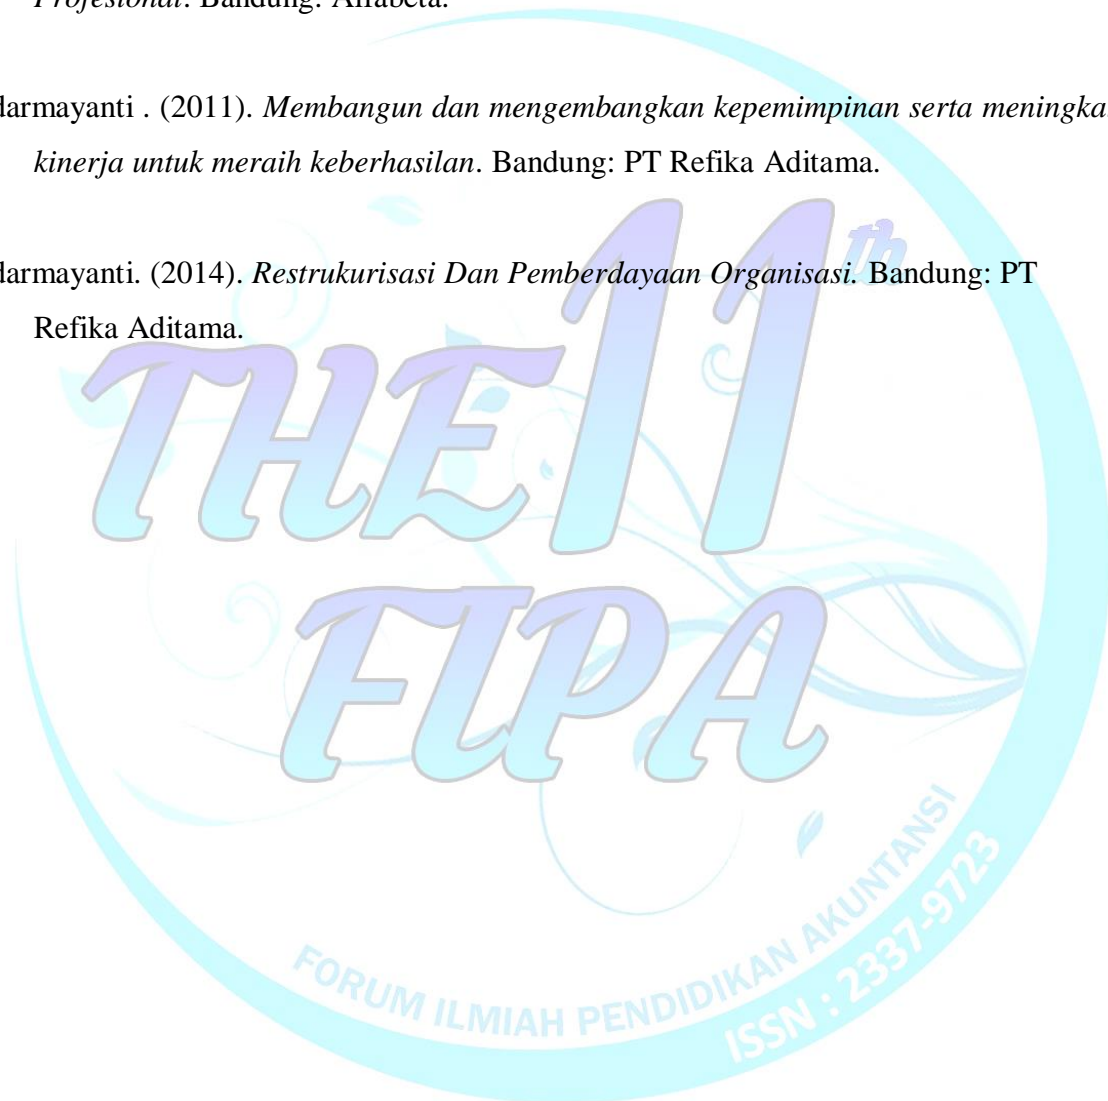 Profesional. Bandung: Alfabeta.
darmayanti . (2011). Membangun dan mengembangkan kepemimpinan serta meningka
kinerja untuk meraih keberhasilan. Bandung: PT Refika Aditama.
darmayanti. (2014). Restrukurisasi Dan Pemberdayaan Organisasi. Bandung: PT
Refika Aditama.
THE 11th
FIPA
FORUM ILMIAH PENDIDIKAN AKUNTANSI
ISSN : 2337-9723